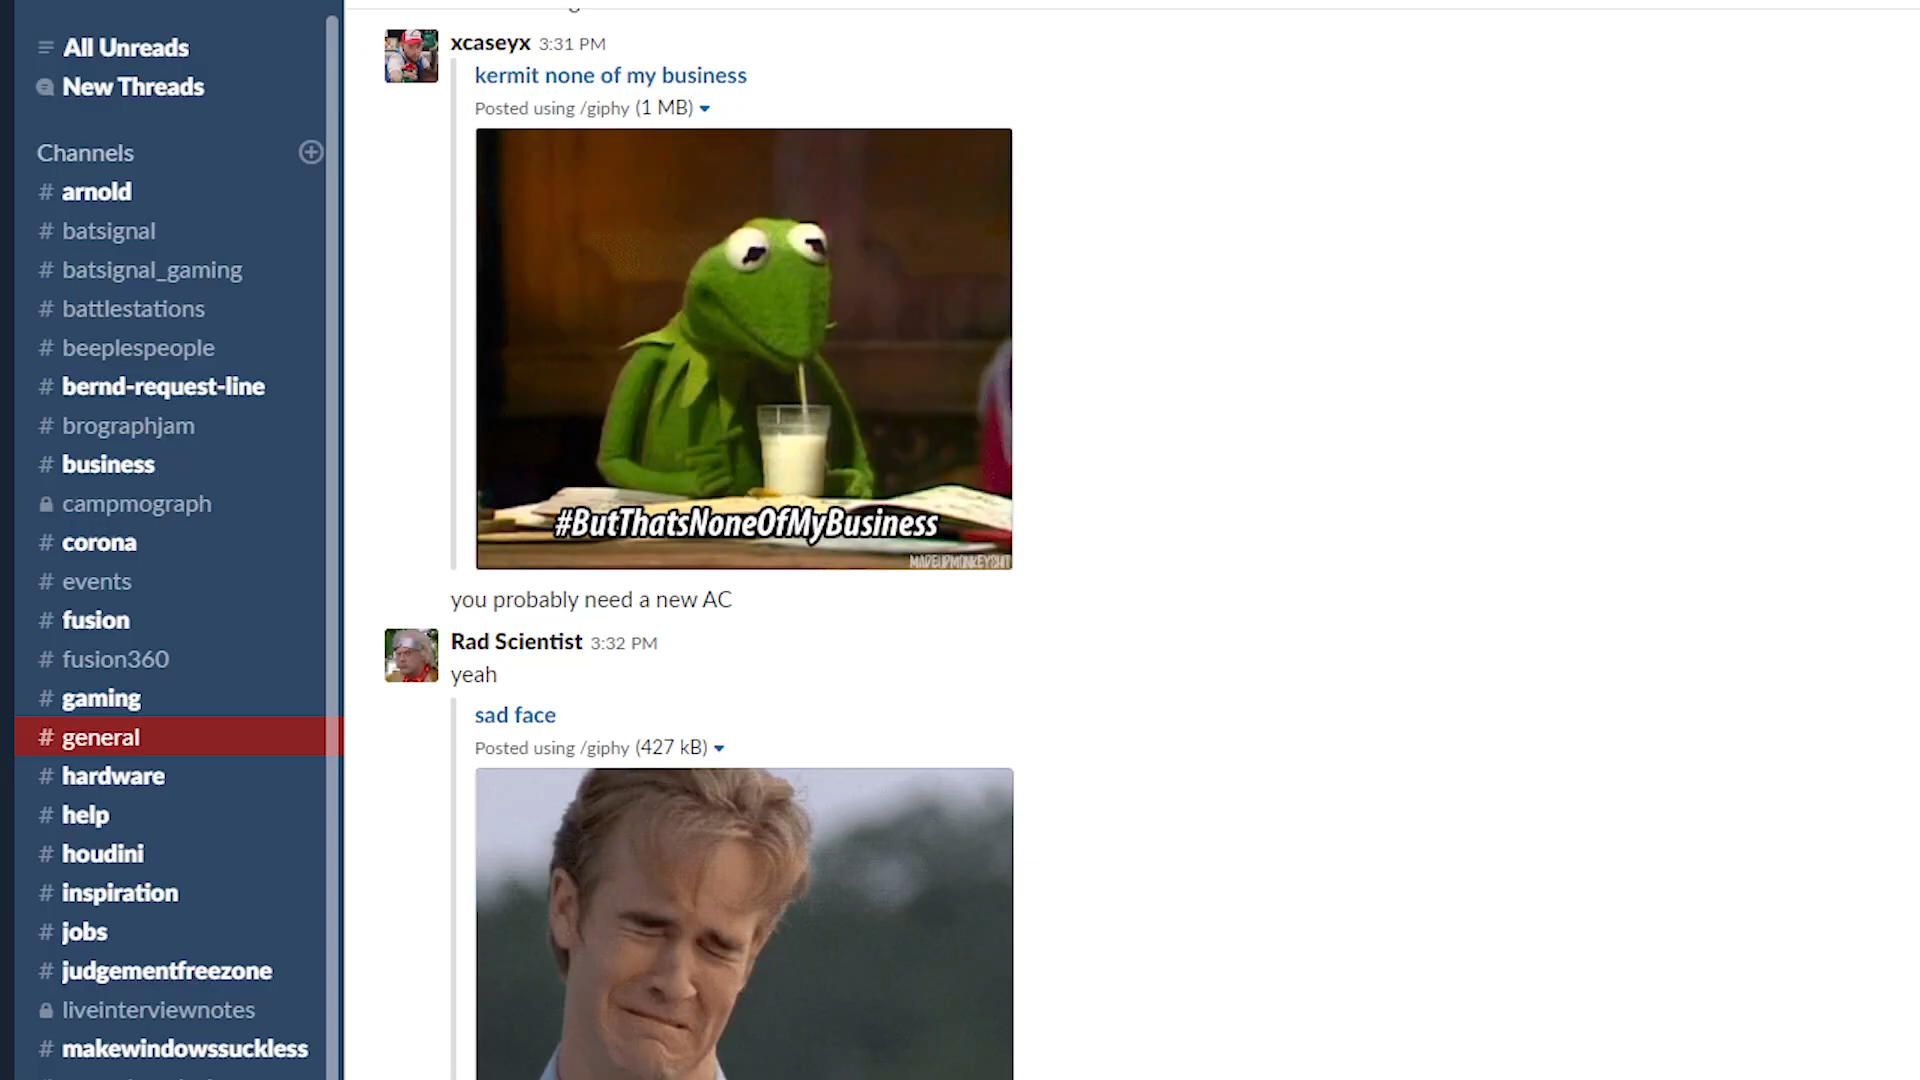 All Unreads
New Threads
Channels
# arnold
# batsignal
# batsignal_gaming
# battlestations
# beeplespeople
# bernd-request-line
# brographjam
# business
campmograph
# corona
# events
# fusion
# fusion360
# gaming
# general
# hardware
# help
# houdini
# inspiration
# jobs
# judgementfreezone
liveinterviewnotes
# makewindowssuckless
xcaseyx 3:31 PM
kermit none of my business
Posted using /giphy (1 MB)
#ButThatsNoneOfMyBusiness
MADEUPMONKEYSHIT
you probably need a new AC
Rad Scientist 3:32 PM
yeah
sad face
Posted using /giphy (427 kB)